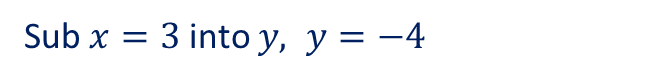 Sub x = 3 into y, y = −4